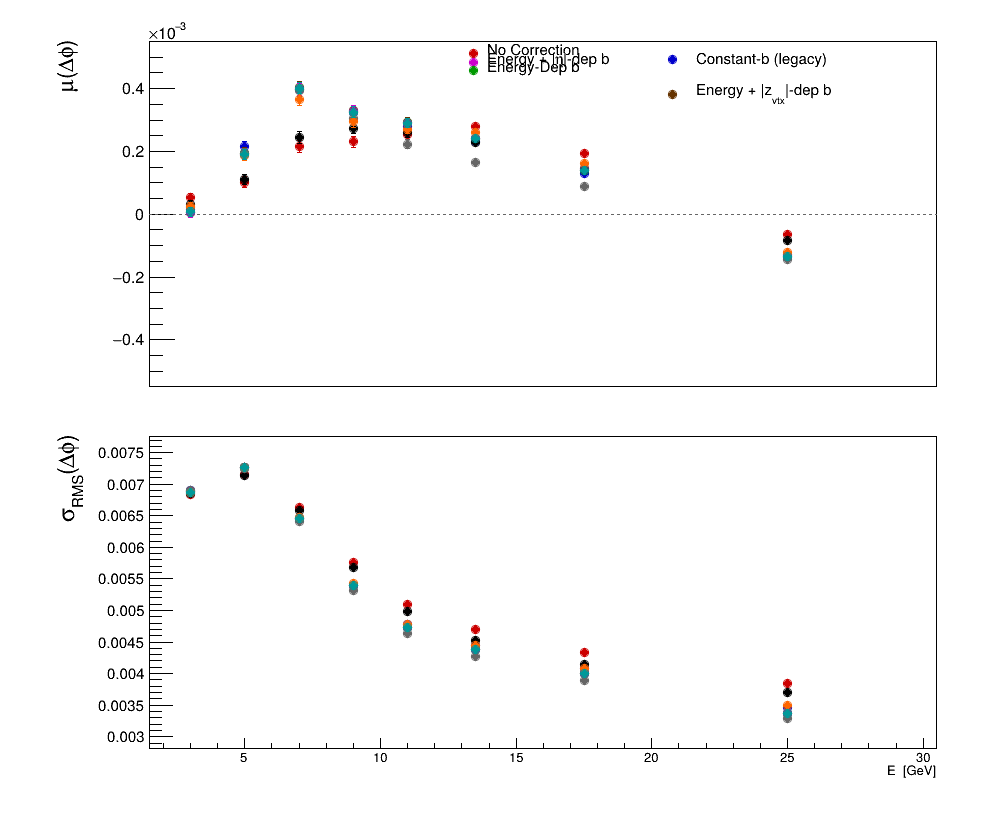 ×10⁻³
μ(Δφ)
0.4
0.2
0
−0.2
−0.4
No Correction
Energy + |η|-dep b
Energy-Dep b
Constant-b (legacy)
Energy + |z_vtx|-dep b
σ_RMS(Δφ)
0.0075
0.007
0.0065
0.006
0.0055
0.005
0.0045
0.004
0.0035
0.003
5 10 15 20 25 30
E [GeV]